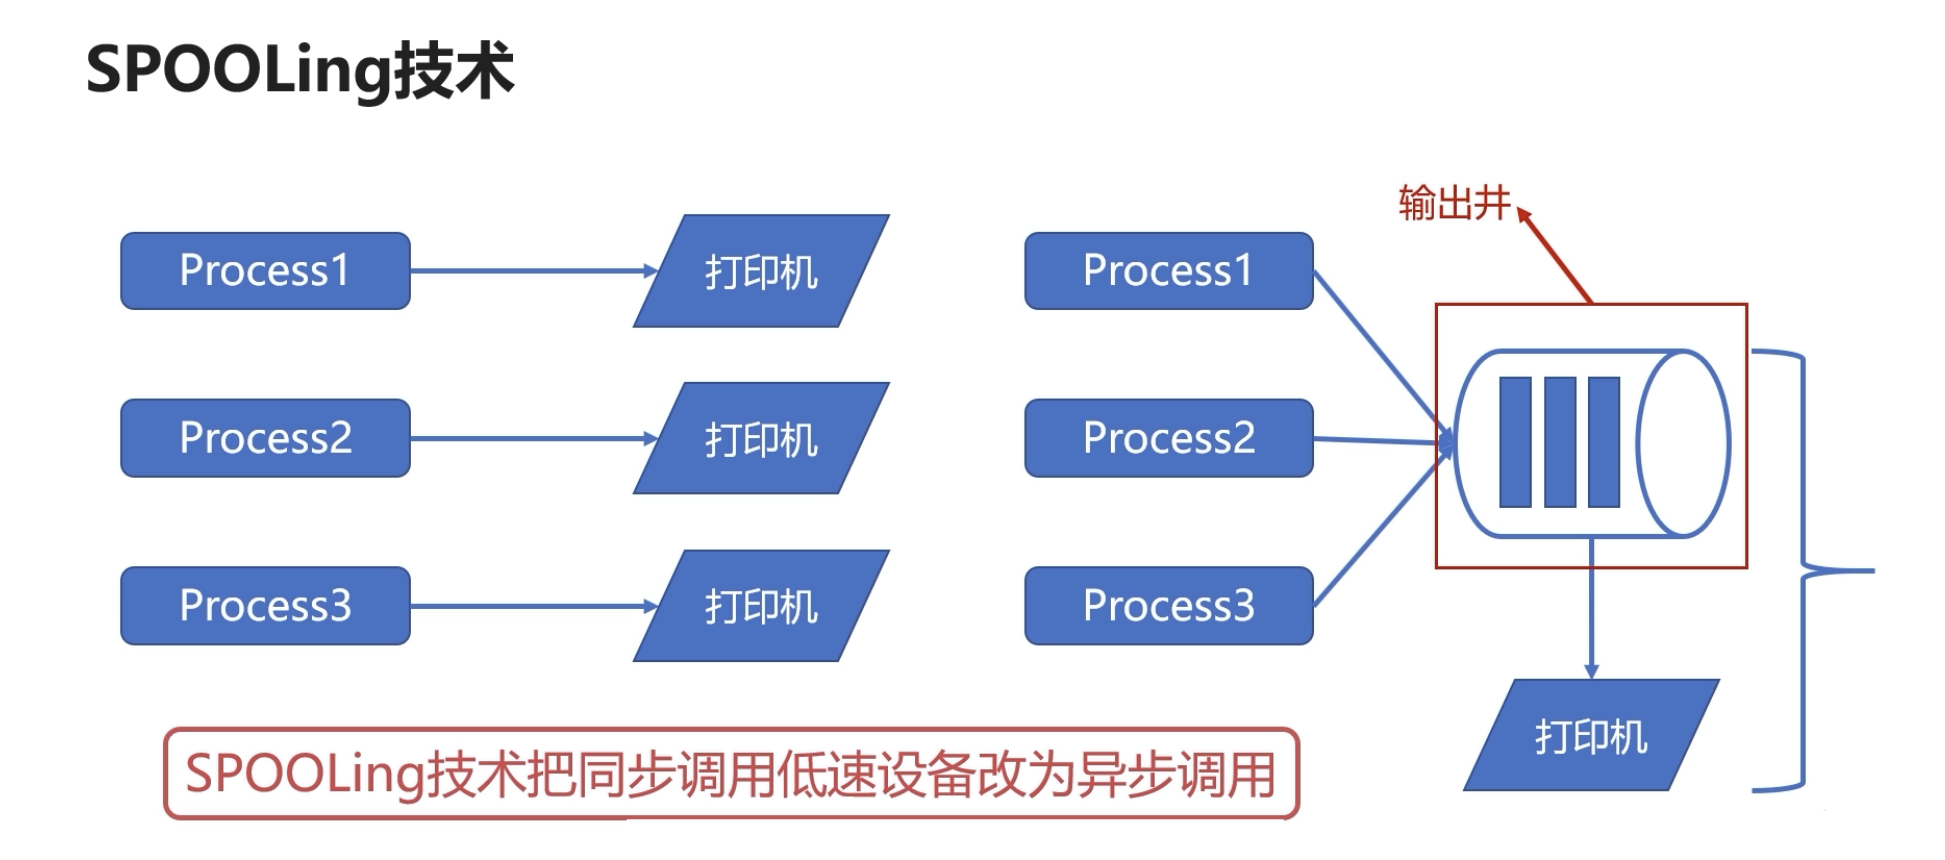 SPOOLing技术
Process1
打印机
Process2
打印机
Process3
打印机
输出井
Process1
Process2
Process3
打印机
SPOOLing技术把同步调用低速设备改为异步调用